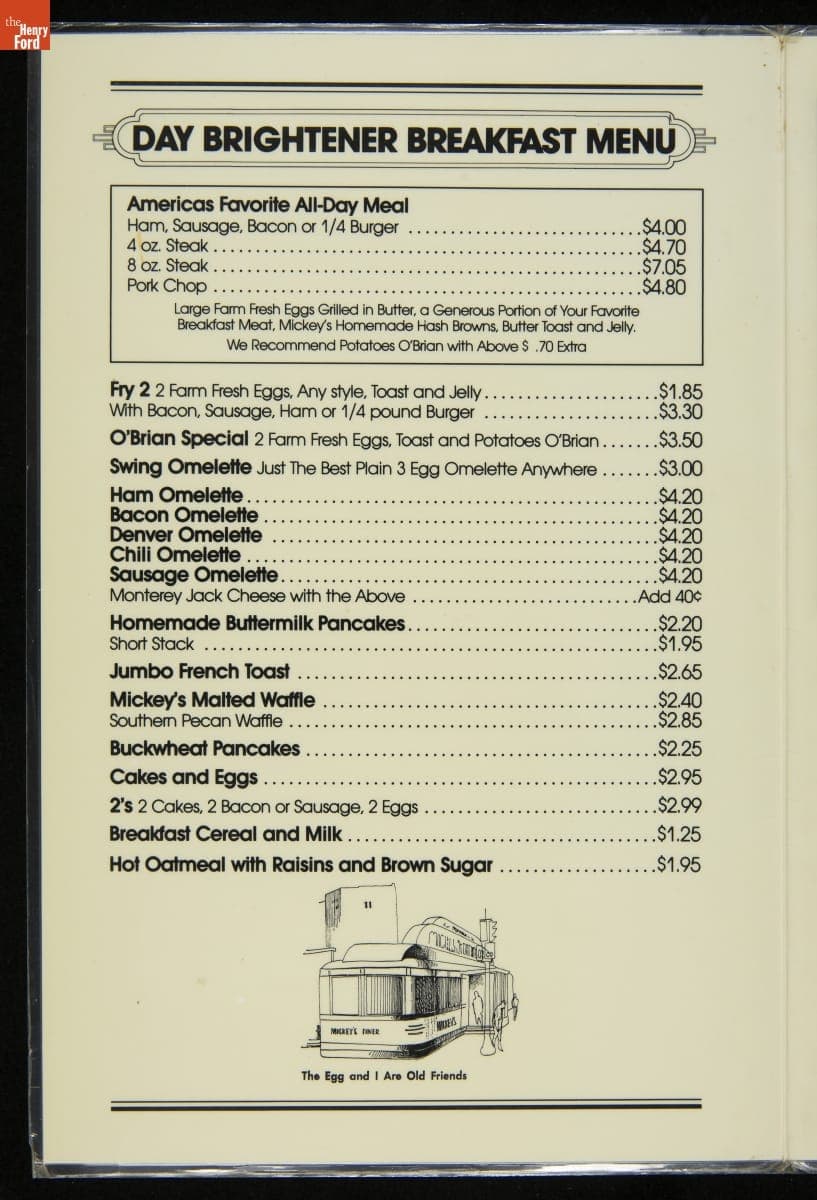 the
Henry
Ford
DAY BRIGHTENER BREAKFAST MENU
Americas Favorite All-Day Meal
Ham, Sausage, Bacon or 1/4 Burger ............................$4.00
4 oz. Steak....................................................$4.70
8 oz. Steak....................................................$7.05
Pork Chop ....................................................$4.80
Large Farm Fresh Eggs Grilled in Butter, a Generous Portion of Your Favorite
Breakfast Meat, Mickey's Homemade Hash Browns, Butter Toast and Jelly.
We Recommend Potatoes O'Brian with Above $ .70 Extra
Fry 2 2 Farm Fresh Eggs, Any style, Toast and Jelly.....................$1.85
With Bacon, Sausage, Ham or 1/4 pound Burger .....................$3.30
O'Brian Special 2 Farm Fresh Eggs, Toast and Potatoes O'Brian.......$3.50
Swing Omelette Just The Best Plain 3 Egg Omelette Anywhere.......$3.00
Ham Omelette..................................................$4.20
Bacon Omelette................................................$4.20
Denver Omelette ...............................................$4.20
Chili Omelette..................................................$4.20
Sausage Omelette..............................................$4.20
Monterey Jack Cheese with the Above ...........................Add 40¢
Homemade Buttermilk Pancakes..............................$2.20
Short Stack .......................................................$1.95
Jumbo French Toast ............................................$2.65
Mickey's Malted Waffle .........................................$2.40
Southern Pecan Waffle.............................................$2.85
Buckwheat Pancakes...........................................$2.25
Cakes and Eggs................................................$2.95
2's 2 Cakes, 2 Bacon or Sausage, 2 Eggs............................$2.99
Breakfast Cereal and Milk.....................................$1.25
Hot Oatmeal with Raisins and Brown Sugar...................$1.95
11
MICKEY'S DINER
MICKEY'S
The Egg and I Are Old Friends